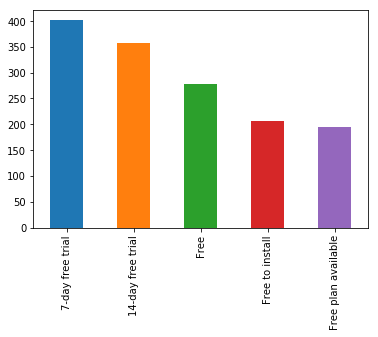 400
350
300
250
200
150
100
50
0
7-day free trial
14-day free trial
Free
Free to install
Free plan available